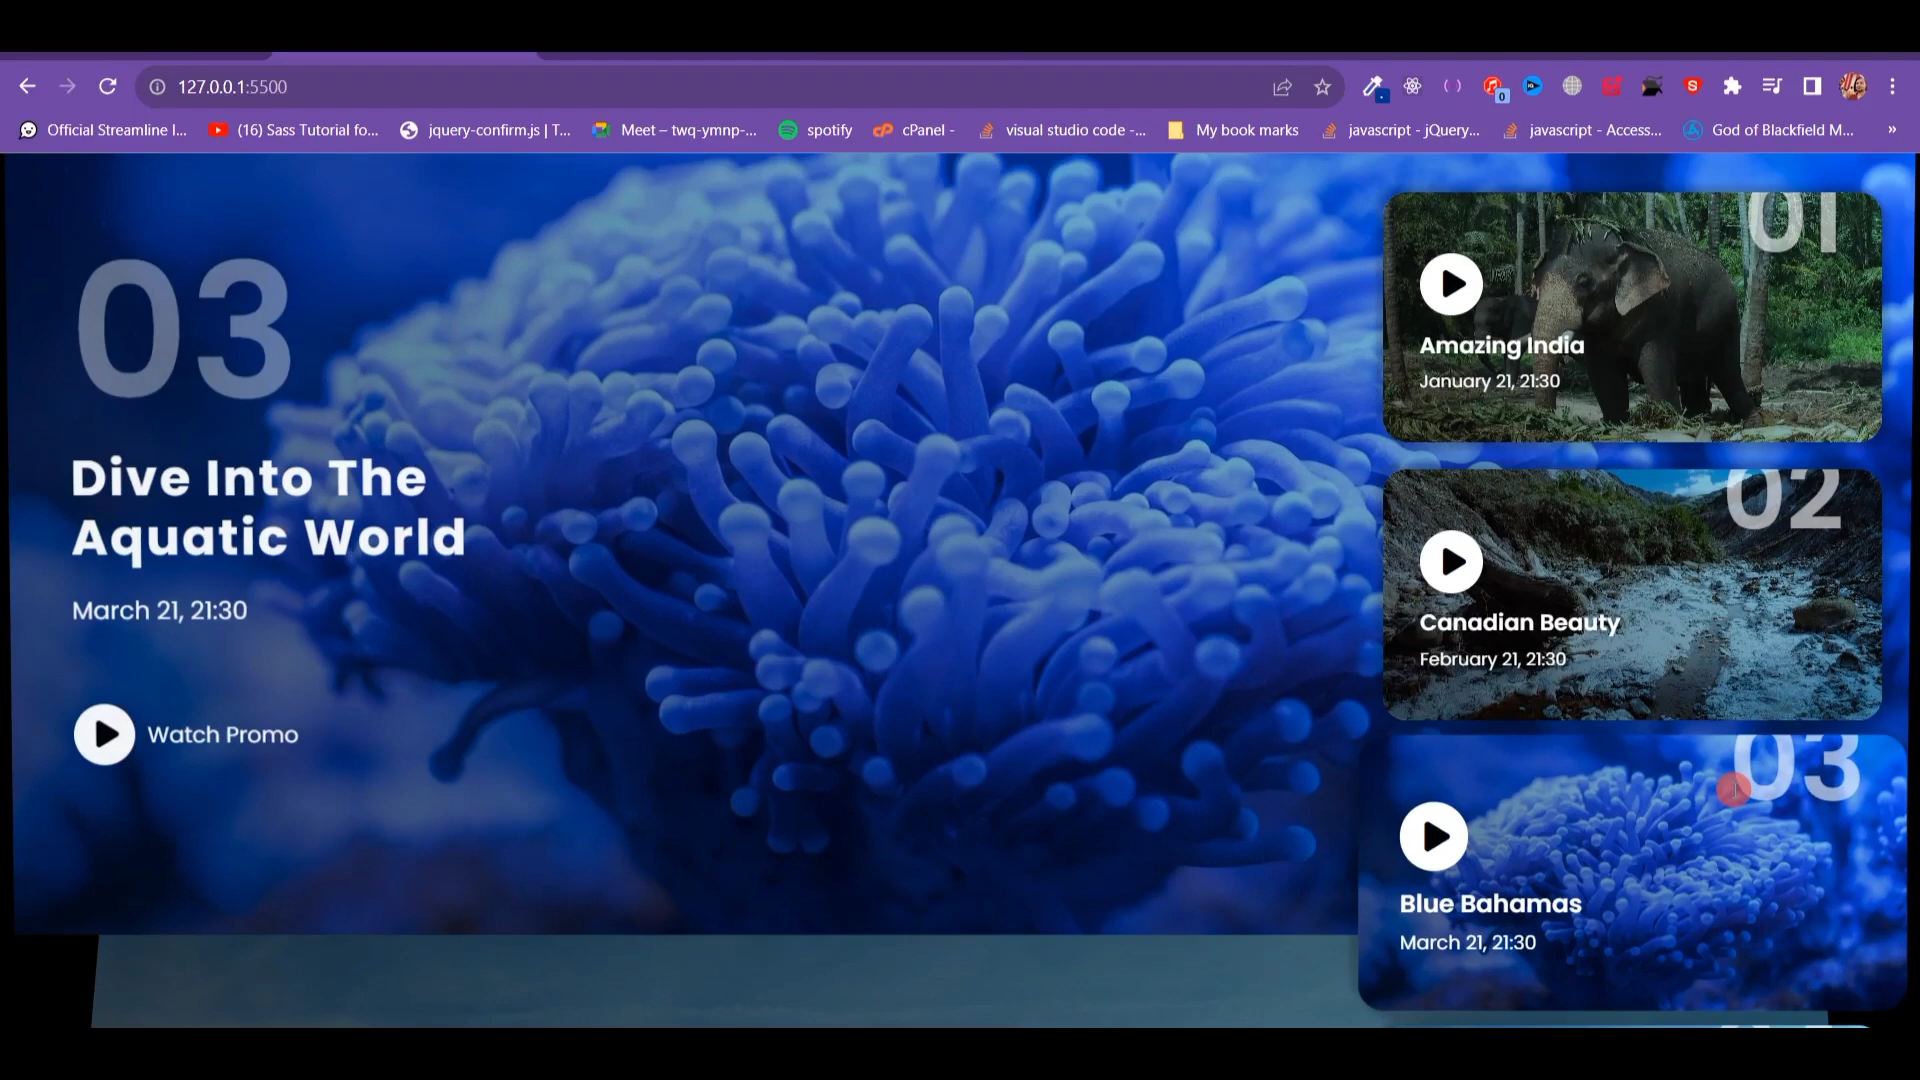 127.0.0.1:5500
0
Official Streamline I...
(16) Sass Tutorial fo...
jquery-confirm.js | T...
Meet – twq-ymnp-...
spotify
cPanel -
visual studio code -...
My book marks
javascript - jQuery...
javascript - Access...
God of Blackfield M...
»
03
Dive Into The
Aquatic World
March 21, 21:30
Watch Promo
01
Amazing India
January 21, 21:30
02
Canadian Beauty
February 21, 21:30
03
Blue Bahamas
March 21, 21:30